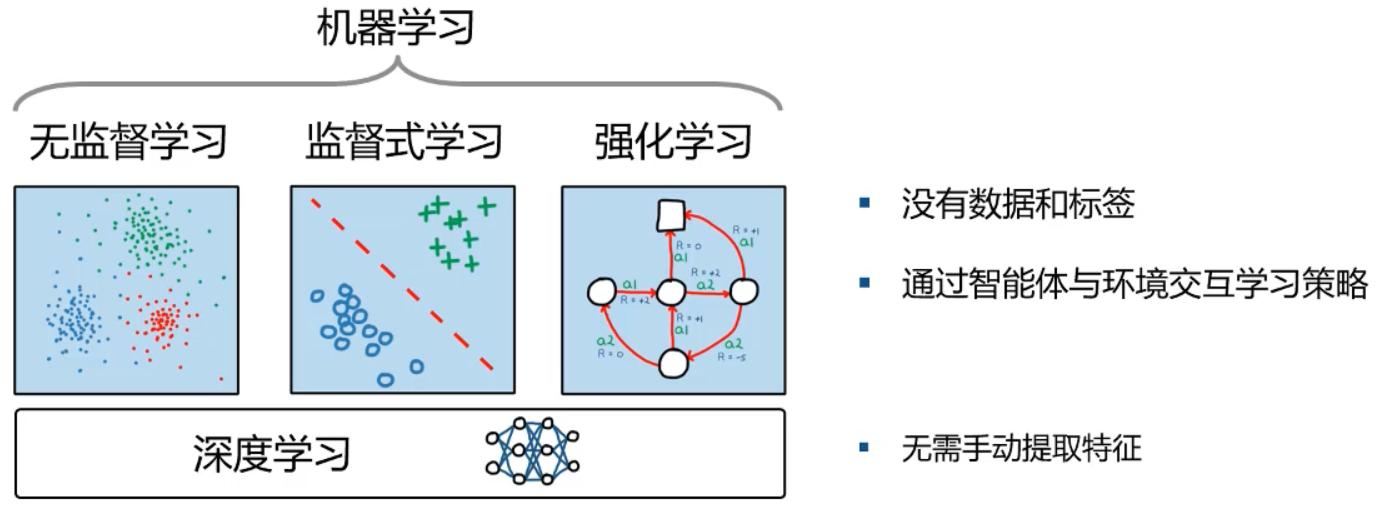 机器学习
无监督学习
监督式学习
强化学习
R = +1
a1
R = 0
a1
R = +2
a1
a2
R = +2
R = +1
a1
a2
R = 0
a2
R = -5
没有数据和标签
通过智能体与环境交互学习策略
深度学习
无需手动提取特征